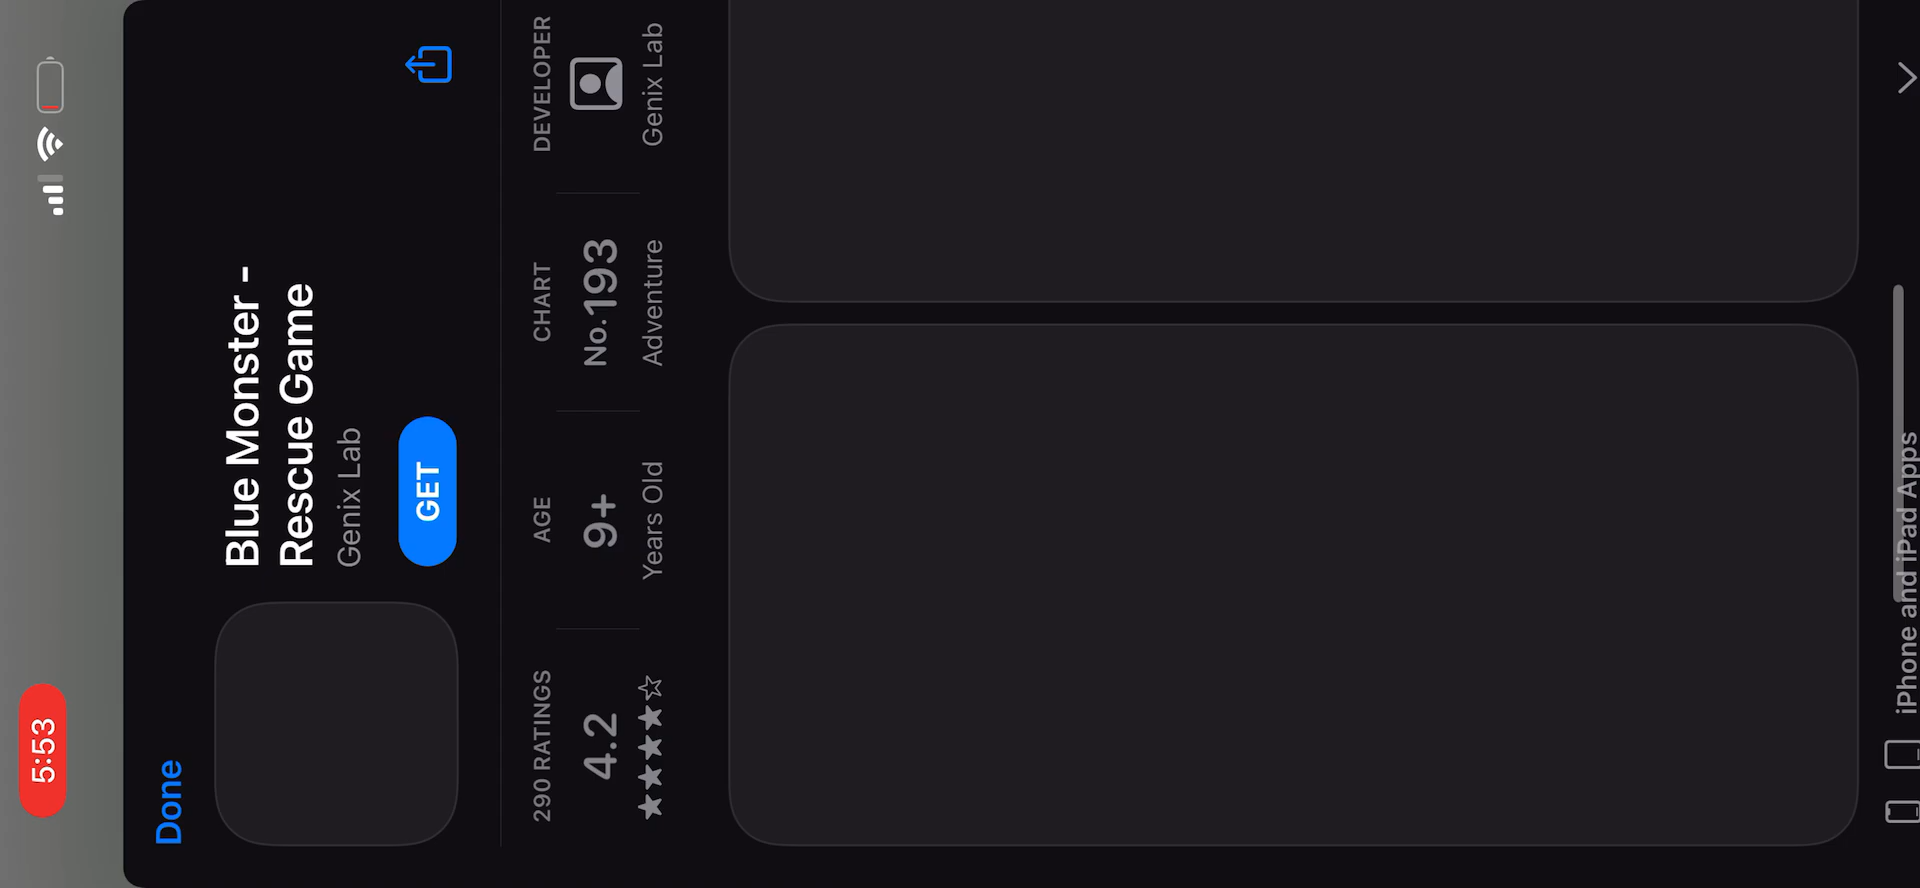 5:53
Done
Blue Monster -
Rescue Game
Genix Lab
GET
290 RATINGS
4.2
AGE
9+
Years Old
CHART
No.193
Adventure
DEVELOPER
Genix Lab
iPhone and iPad Apps